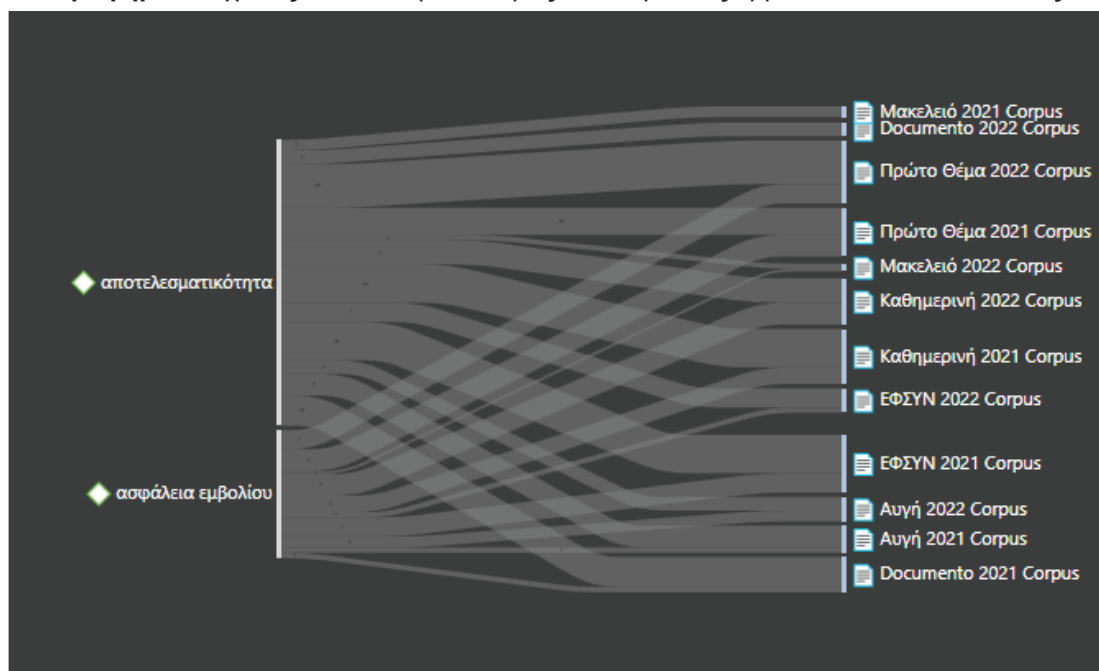 αποτελεσματικότητα
ασφάλεια εμβολίου
Μακελειό 2021 Corpus
Documento 2022 Corpus
Πρώτο Θέμα 2022 Corpus
Πρώτο Θέμα 2021 Corpus
Μακελειό 2022 Corpus
Καθημερινή 2022 Corpus
Καθημερινή 2021 Corpus
ΕΦΣΥΝ 2022 Corpus
ΕΦΣΥΝ 2021 Corpus
Αυγή 2022 Corpus
Αυγή 2021 Corpus
Documento 2021 Corpus